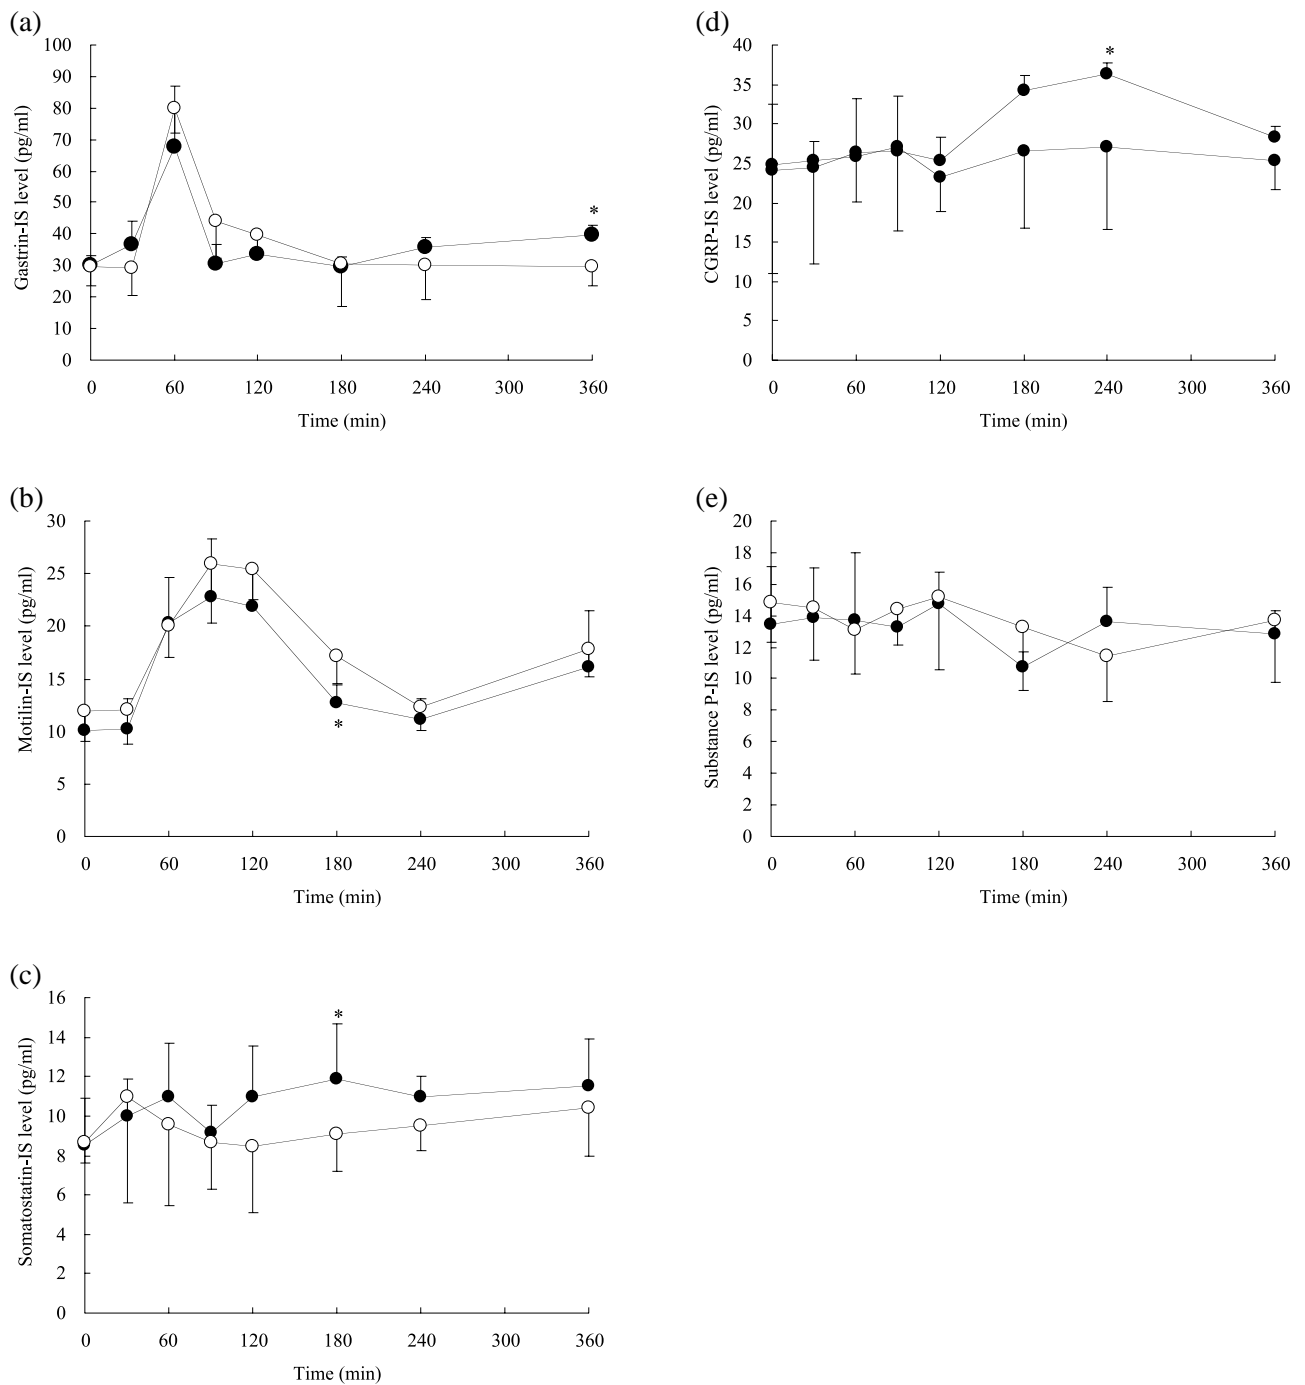 (a)
100
90
80
70
60
50
40
30
20
10
0
Gastrin-IS level (pg/ml)
*
0 60 120 180 240 300 360
Time (min)
(b)
30
25
20
15
10
5
0
Motilin-IS level (pg/ml)
*
0 60 120 180 240 300 360
Time (min)
(c)
16
14
12
10
8
6
4
2
0
Somatostatin-IS level (pg/ml)
*
0 60 120 180 240 300 360
Time (min)
(d)
40
35
30
25
20
15
10
5
0
CGRP-IS level (pg/ml)
*
0 60 120 180 240 300 360
Time (min)
(e)
20
18
16
14
12
10
8
6
4
2
0
Substance P-IS level (pg/ml)
0 60 120 180 240 300 360
Time (min)